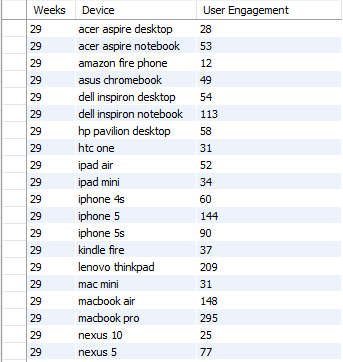 Weeks Device User Engagement
29 acer aspire desktop 28
29 acer aspire notebook 53
29 amazon fire phone 12
29 asus chromebook 49
29 dell inspiron desktop 54
29 dell inspiron notebook 113
29 hp pavilion desktop 58
29 htc one 31
29 ipad air 52
29 ipad mini 34
29 iphone 4s 60
29 iphone 5 144
29 iphone 5s 90
29 kindle fire 37
29 lenovo thinkpad 209
29 mac mini 31
29 macbook air 148
29 macbook pro 295
29 nexus 10 25
29 nexus 5 77